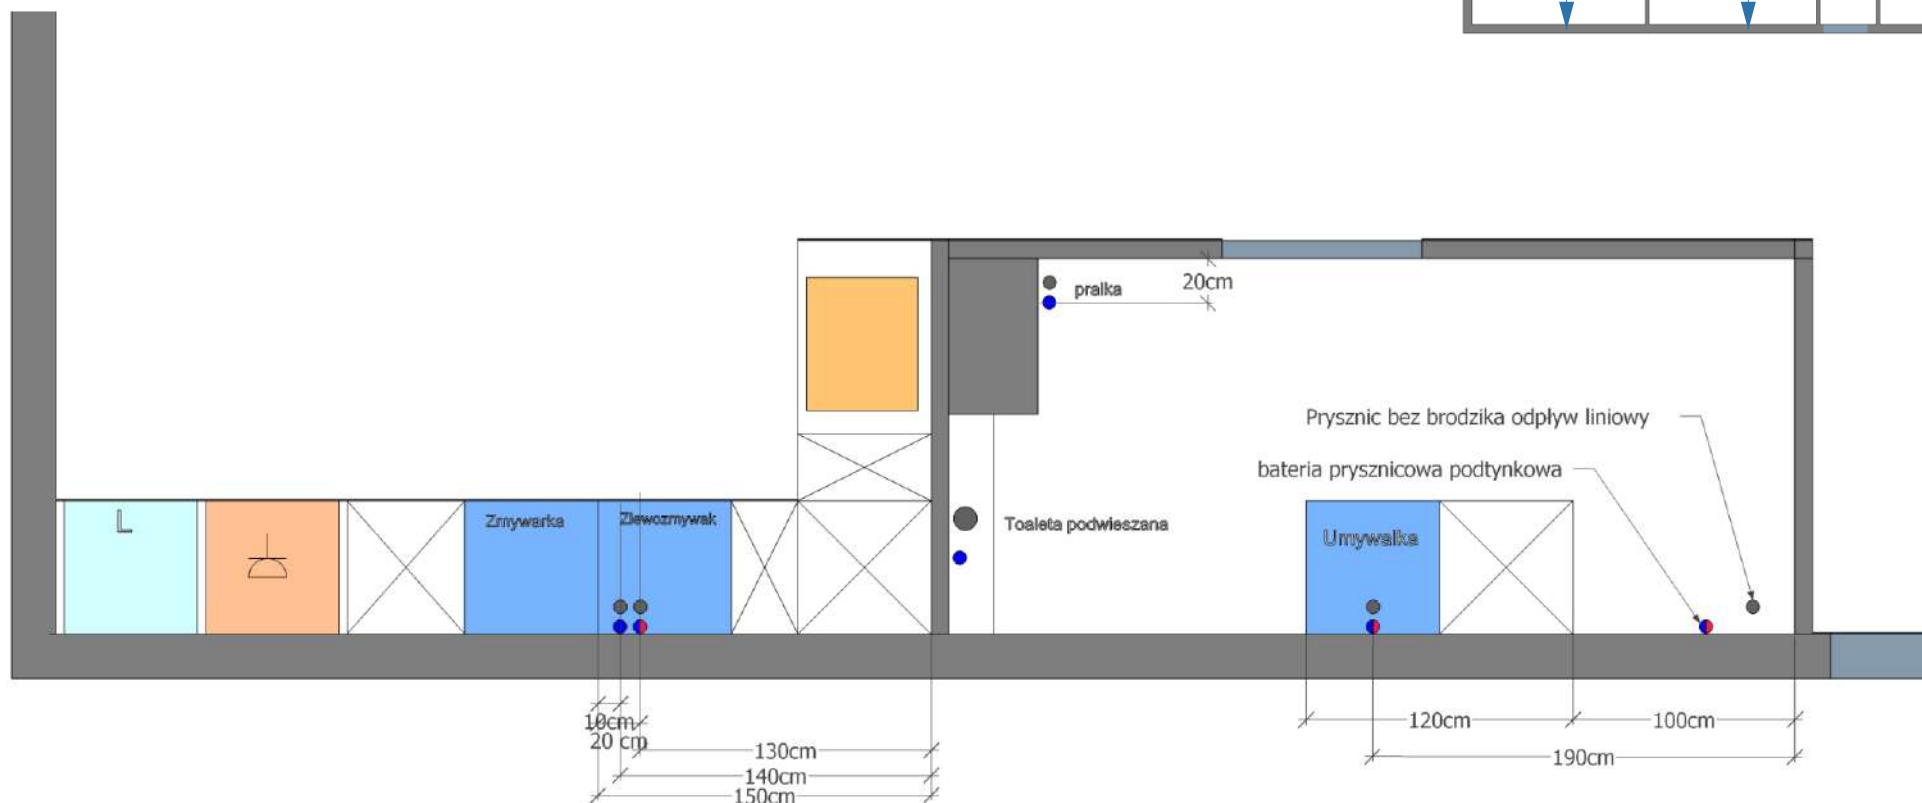 pralka
20cm
Prysznic bez brodzika odpływ liniowy
bateria prysznicowa podtynkowa
L
Zmywarka
Zlewozmywak
Toaleta podwieszana
Umywalka
10cm
20 cm
120cm
100cm
130cm
190cm
140cm
150cm